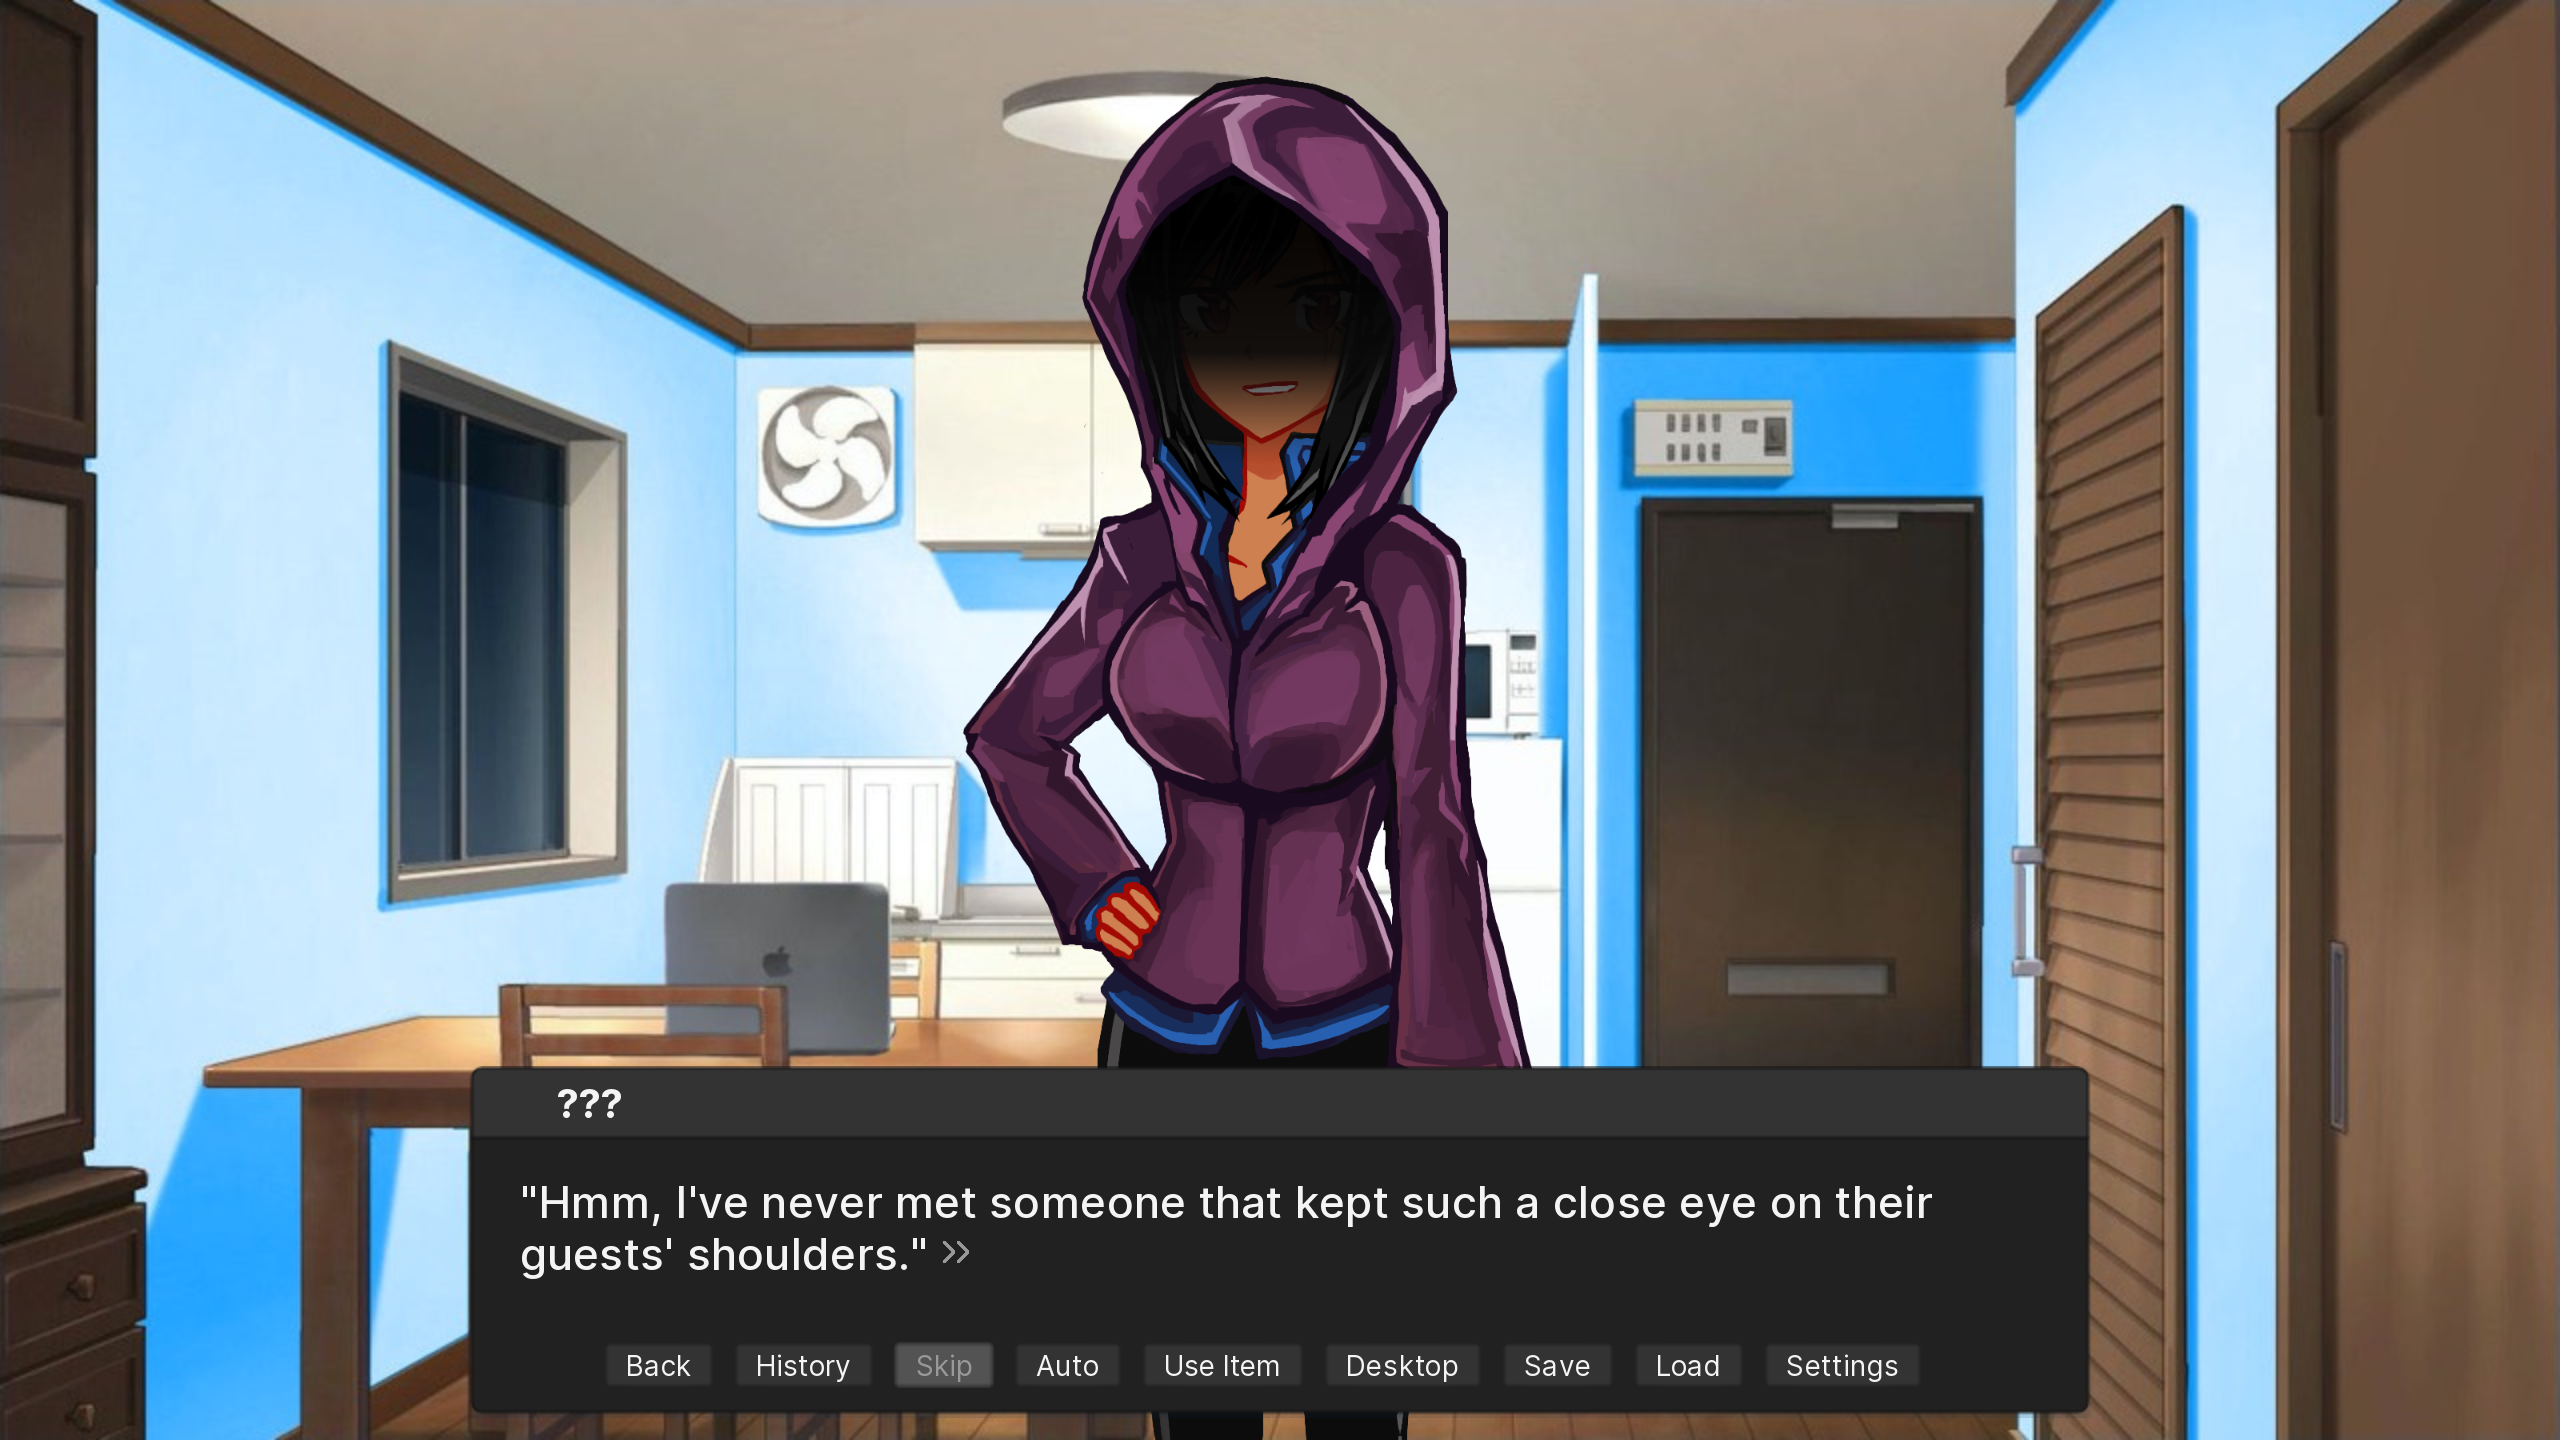 ???
"Hmm, I've never met someone that kept such a close eye on their
guests' shoulders." »
Back History Skip Auto Use Item Desktop Save Load Settings